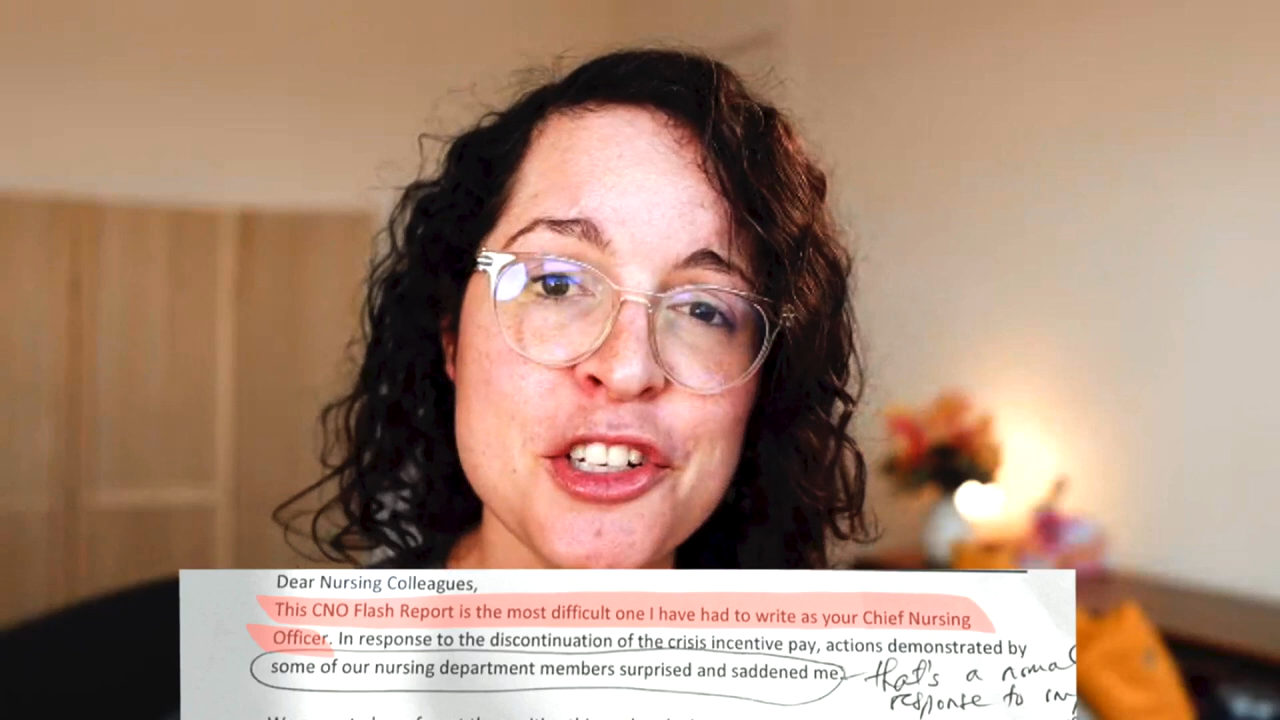 Dear Nursing Colleagues,
This CNO Flash Report is the most difficult one I have had to write as your Chief Nursing
Officer. In response to the discontinuation of the crisis incentive pay, actions demonstrated by
some of our nursing department members surprised and saddened me
that's a normal
response to